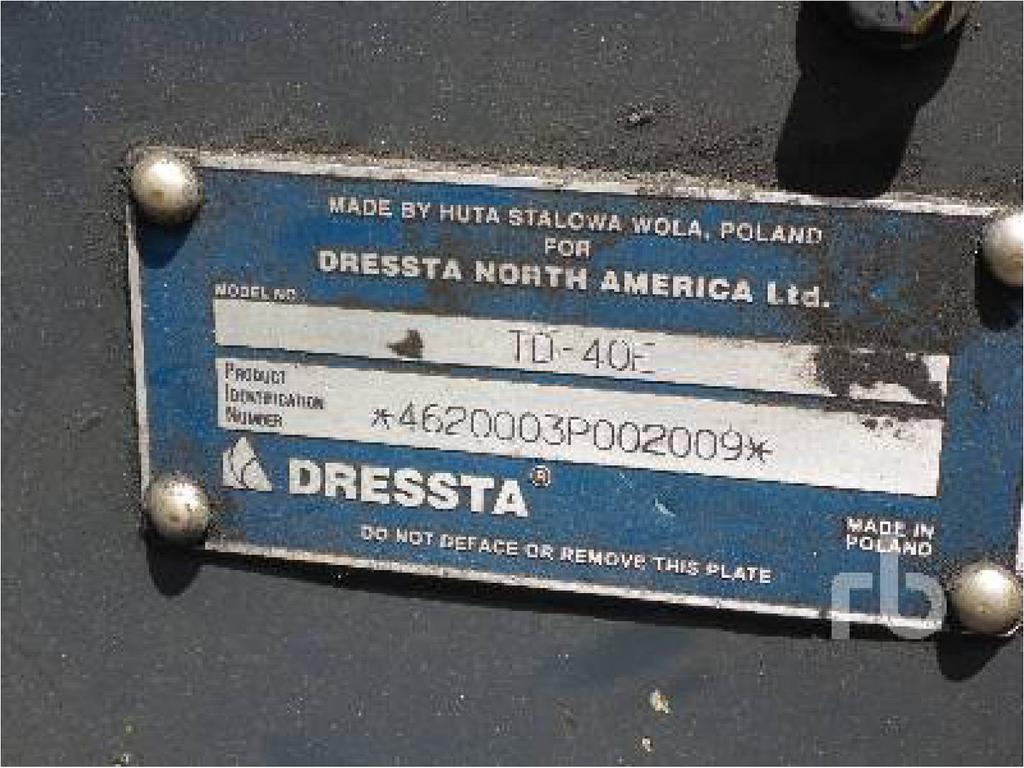 MADE BY HUTA STALOWA WOLA, POLAND
FOR
DRESSTA NORTH AMERICA Ltd.
MODEL NO.
TD-40E
PRODUCT
IDENTIFICATION
NUMBER
*4620003P002009*
DRESSTA®
MADE IN
POLAND
DO NOT DEFACE OR REMOVE THIS PLATE
rb